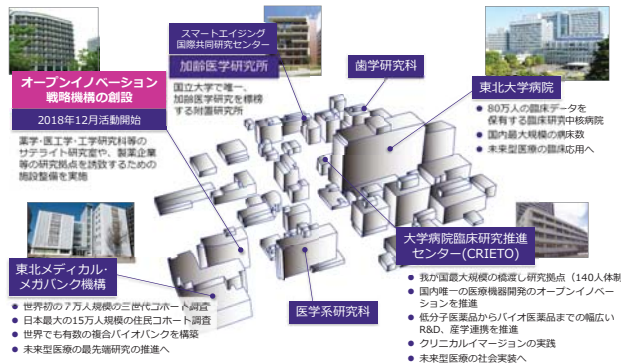 スマートエイジング
国際共同研究センター
加齢医学研究所
国立大学で唯一、
加齢医学研究を標榜
する附置研究所
歯学研究科
東北大学病院
● 80万人の臨床データを
保有する臨床研究中核病院
● 国内最大規模の病床数
● 未来型医療の臨床応用へ
オープンイノベーション
戦略機構の創設
2018年12月活動開始
薬学・医工学・工学研究科等の
サテライト研究室や、製薬企業
等の研究拠点を誘致するための
施設整備を実施
東北メディカル・
メガバンク機構
● 世界初の7万人規模の三世代コホート調査
● 日本最大の15万人規模の住民コホート調査
● 世界でも有数の複合バイオバンクを構築
● 未来型医療の最先端研究の推進へ
医学系研究科
大学病院臨床研究推進
センター(CRIETO)
● 我が国最大規模の橋渡し研究拠点（140人体制
● 国内唯一の医療機器開発のオープンイノベー
ションを推進
● 低分子医薬品からバイオ医薬品までの幅広い
R&D、産学連携を推進
● クリニカルイマージョンの実践
● 未来型医療の社会実装へ